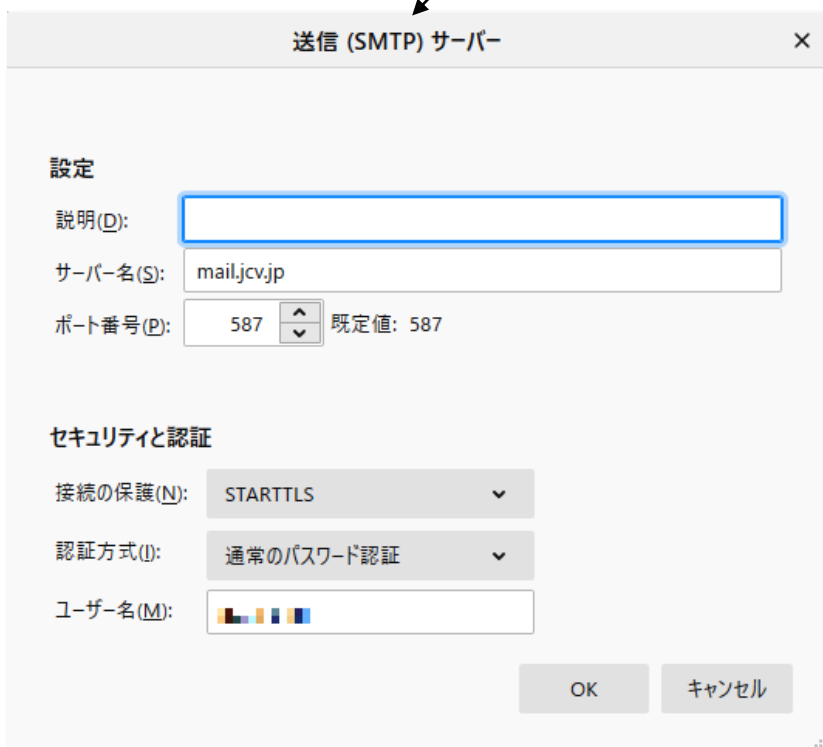 送信 (SMTP) サーバー
設定
説明(D):
サーバー名(S): mail.jcv.jp
ポート番号(P): 587 既定値: 587
セキュリティと認証
接続の保護(N): STARTTLS
認証方式(I): 通常のパスワード認証
ユーザー名(M):
OK キャンセル